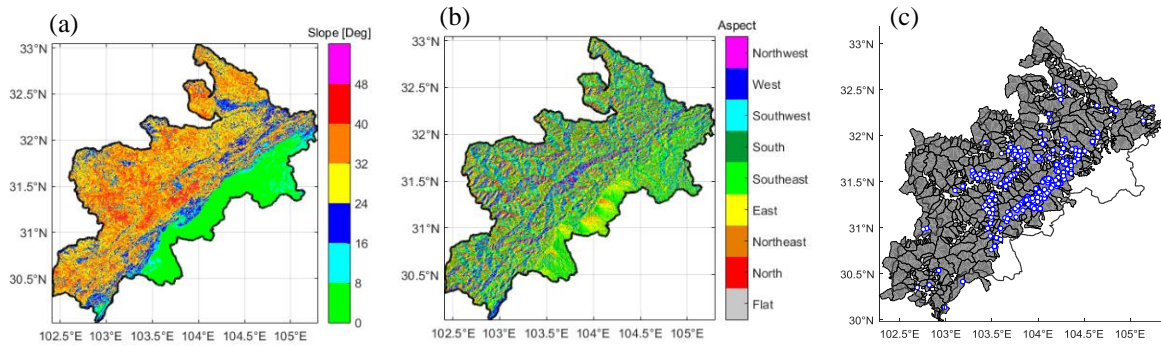 (a)
Slope [Deg]
33°N
32.5°N
32°N
31.5°N
31°N
30.5°N
102.5°E 103°E 103.5°E 104°E 104.5°E 105°E
48
40
32
24
16
8
0
(b)
Aspect
33°N
32.5°N
32°N
31.5°N
31°N
30.5°N
102.5°E 103°E 103.5°E 104°E 104.5°E 105°E
Northwest
West
Southwest
South
Southeast
East
Northeast
North
Flat
(c)
33°N
32.5°N
32°N
31.5°N
31°N
30.5°N
30°N
102.5°E 103°E 103.5°E 104°E 104.5°E 105°E